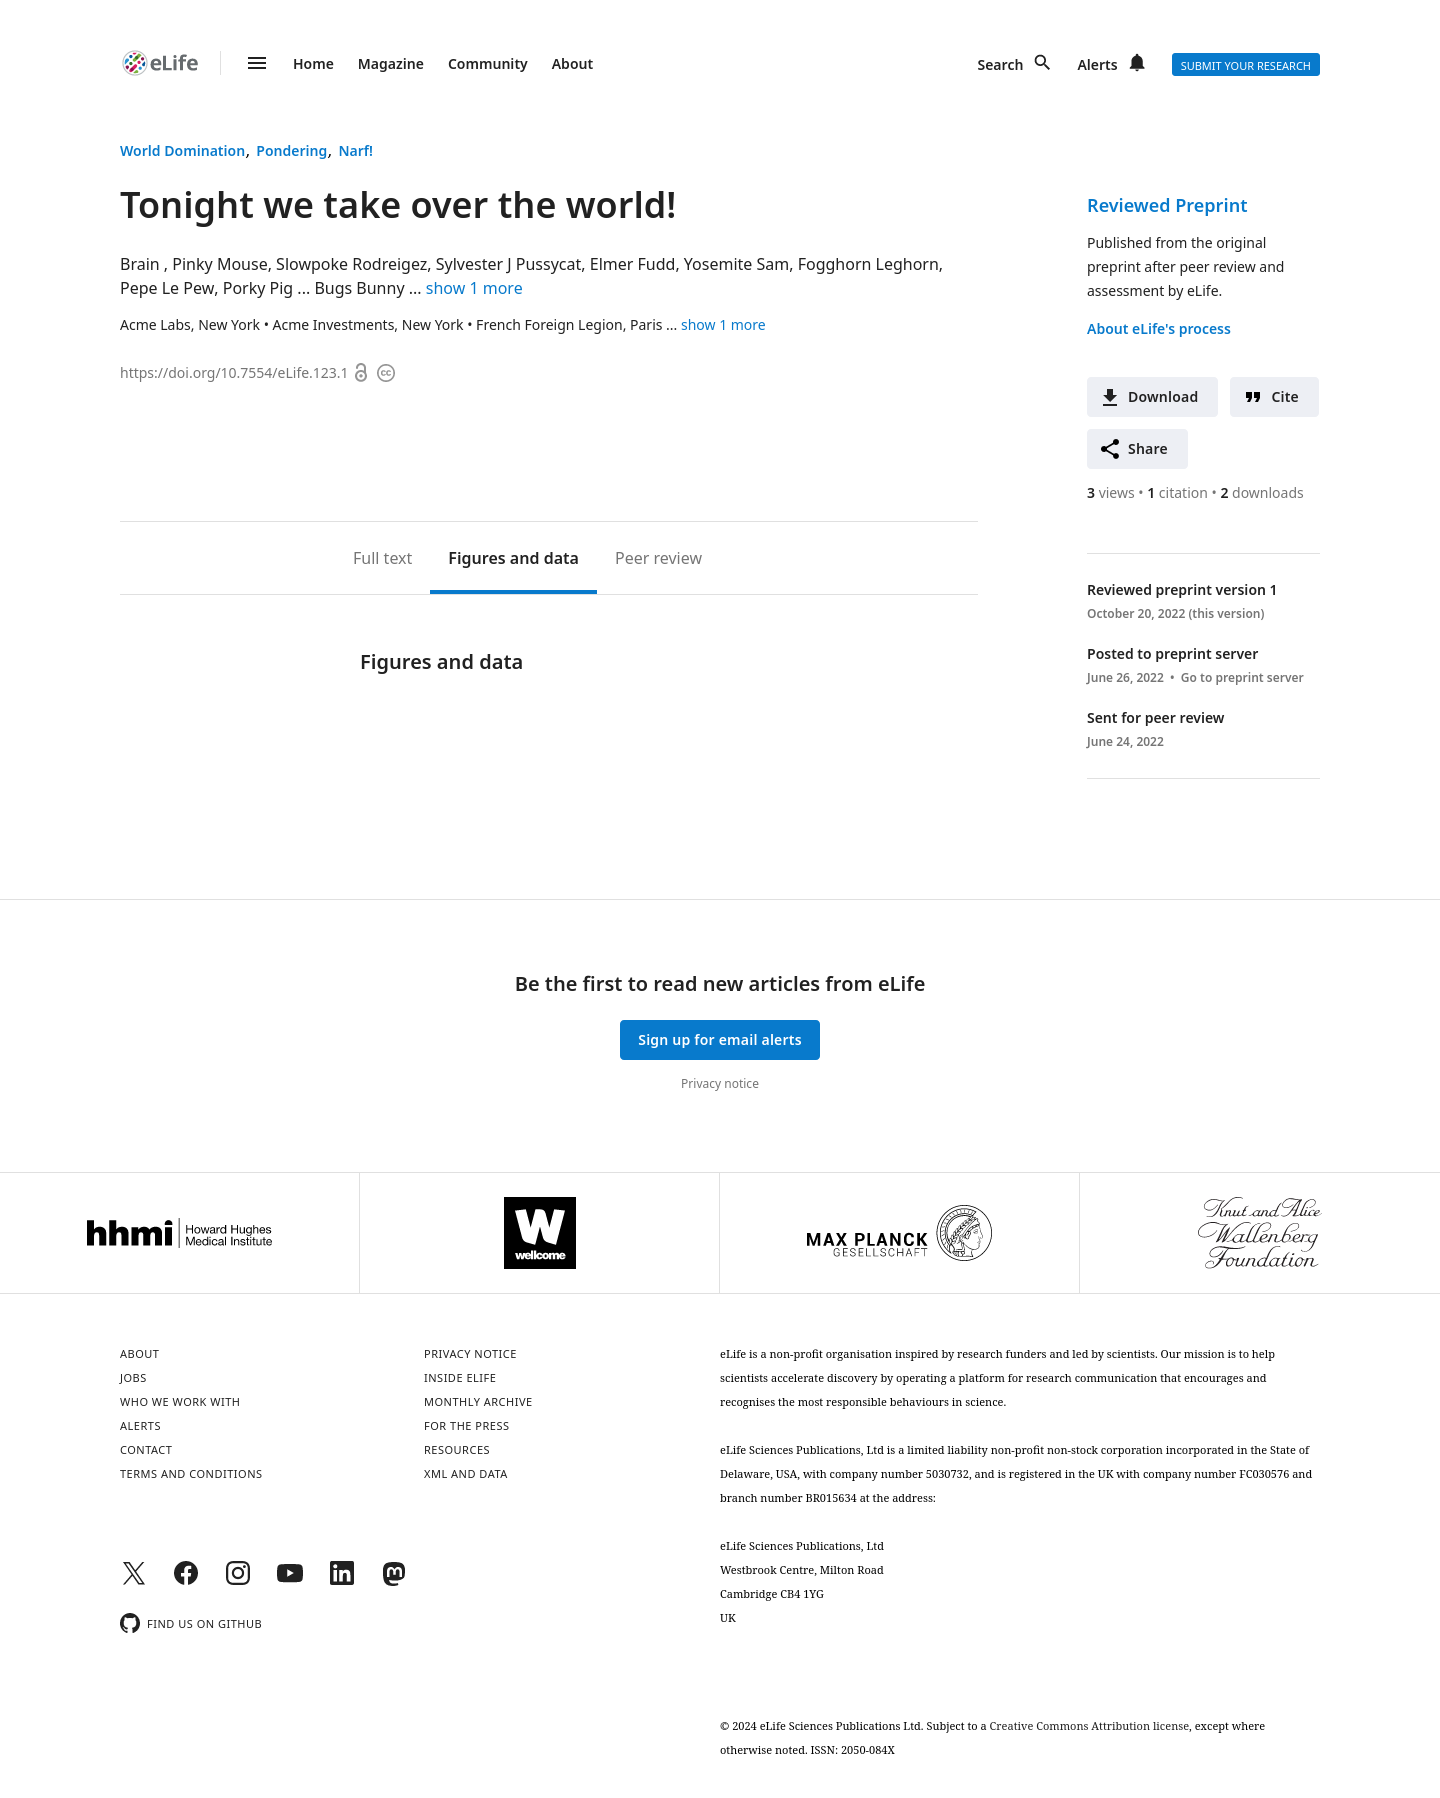 eLife
Home Magazine Community About
Search Alerts SUBMIT YOUR RESEARCH
World Domination, Pondering, Narf!
Tonight we take over the world!
Brain , Pinky Mouse, Slowpoke Rodreigez, Sylvester J Pussycat, Elmer Fudd, Yosemite Sam, Fogghorn Leghorn,
Pepe Le Pew, Porky Pig ... Bugs Bunny ... show 1 more
Acme Labs, New York • Acme Investments, New York • French Foreign Legion, Paris ... show 1 more
https://doi.org/10.7554/eLife.123.1
Full text Figures and data Peer review
Figures and data
Reviewed Preprint
Published from the original
preprint after peer review and
assessment by eLife.
About eLife's process
Download Cite
Share
3 views • 1 citation • 2 downloads
Reviewed preprint version 1
October 20, 2022 (this version)
Posted to preprint server
June 26, 2022 • Go to preprint server
Sent for peer review
June 24, 2022
Be the first to read new articles from eLife
Sign up for email alerts
Privacy notice
hhmi Howard Hughes
Medical Institute
W
wellcome
MAX PLANCK
GESELLSCHAFT
Knut and Alice
Wallenberg
Foundation
ABOUT
JOBS
WHO WE WORK WITH
ALERTS
CONTACT
TERMS AND CONDITIONS
PRIVACY NOTICE
INSIDE ELIFE
MONTHLY ARCHIVE
FOR THE PRESS
RESOURCES
XML AND DATA
FIND US ON GITHUB
eLife is a non-profit organisation inspired by research funders and led by scientists. Our mission is to help
scientists accelerate discovery by operating a platform for research communication that encourages and
recognises the most responsible behaviours in science.
eLife Sciences Publications, Ltd is a limited liability non-profit non-stock corporation incorporated in the State of
Delaware, USA, with company number 5030732, and is registered in the UK with company number FC030576 and
branch number BR015634 at the address:
eLife Sciences Publications, Ltd
Westbrook Centre, Milton Road
Cambridge CB4 1YG
UK
© 2024 eLife Sciences Publications Ltd. Subject to a Creative Commons Attribution license, except where
otherwise noted. ISSN: 2050-084X